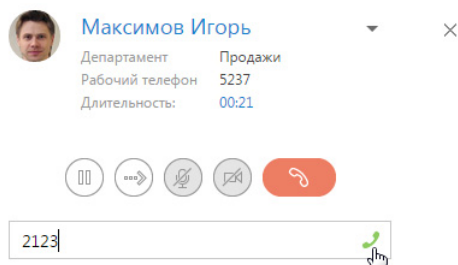 Максимов Игорь
Департамент Продажи
Рабочий телефон 5237
Длительность: 00:21
2123